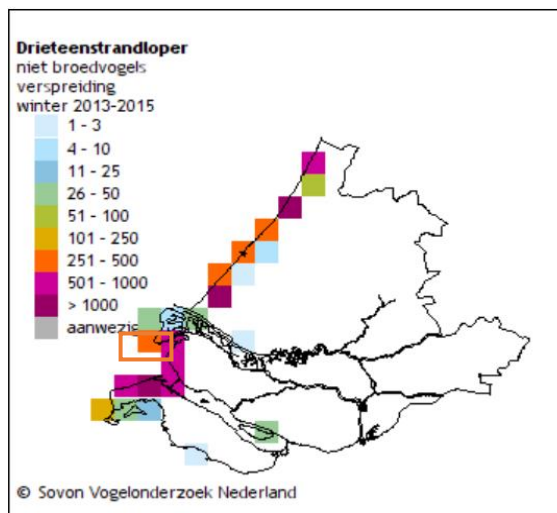 Drieteenstrandloper
niet broedvogels
verspreiding
winter 2013-2015
1 - 3
4 - 10
11 - 25
26 - 50
51 - 100
101 - 250
251 - 500
501 - 1000
> 1000
aanwezig
© Sovon Vogelonderzoek Nederland